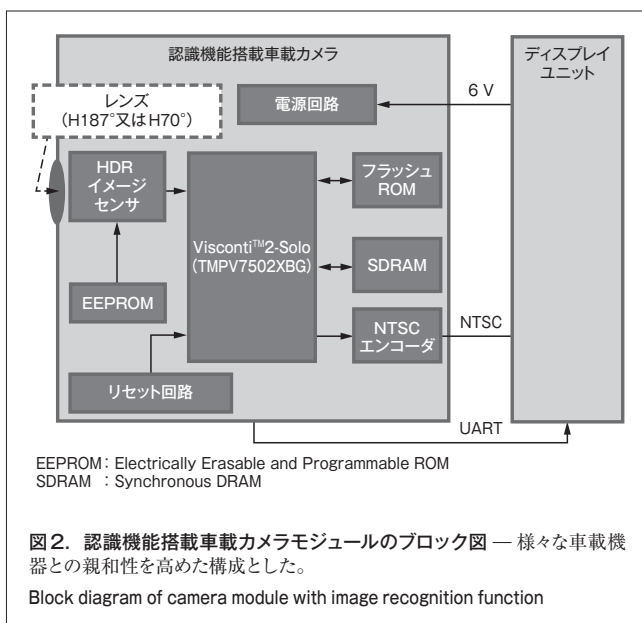 認識機能搭載車載カメラ
ディスプレイ
ユニット
レンズ
(H187°又はH70°)
電源回路
6 V
HDR
イメージ
センサ
フラッシュ
ROM
Visconti™2-Solo
(TMPV7502XBG)
SDRAM
EEPROM
NTSC
エンコーダ
NTSC
リセット回路
UART
EEPROM:Electrically Erasable and Programmable ROM
SDRAM :Synchronous DRAM
図2. 認識機能搭載車載カメラモジュールのブロック図 — 様々な車載機
器との親和性を高めた構成とした。
Block diagram of camera module with image recognition function